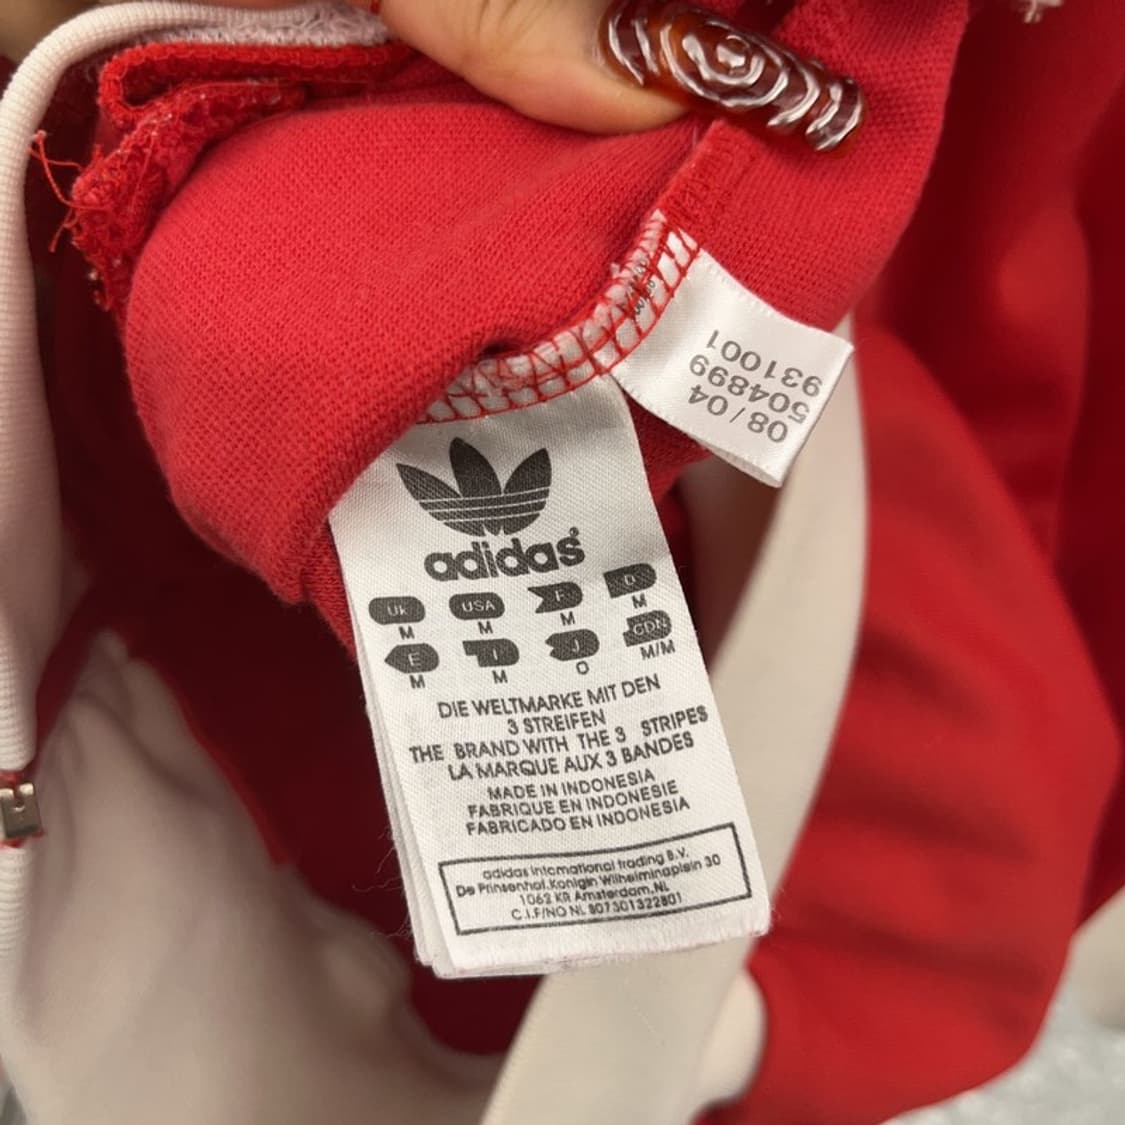 08/04
504899
931001
adidas
UK USA F D
M M M M
E I J CDN
M M O M/M
DIE WELTMARKE MIT DEN
3 STREIFEN
THE BRAND WITH THE 3 STRIPES
LA MARQUE AUX 3 BANDES
MADE IN INDONESIA
FABRIQUE EN INDONESIE
FABRICADO EN INDONESIA
adidas international trading B.V.
De Prinsenhof.Konigin Wilhelminaplein 30
1062 KR Amsterdam,NL
C.I.F/NO NL 807301322B01